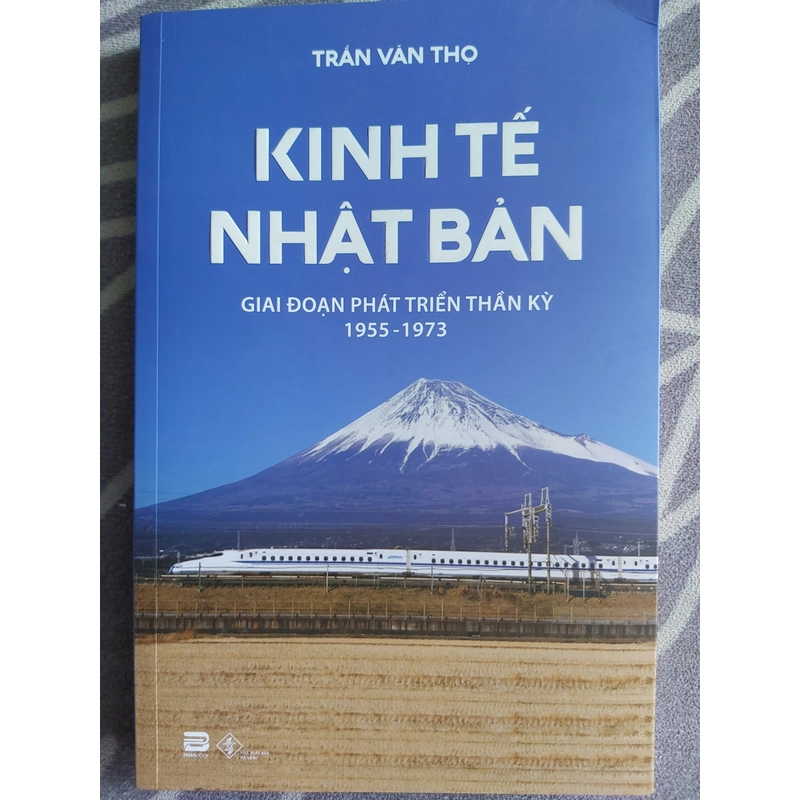 TRẦN VĂN THỌ
KINH TẾ
NHẬT BẢN
GIAI ĐOẠN PHÁT TRIỂN THẦN KỲ
1955 - 1973